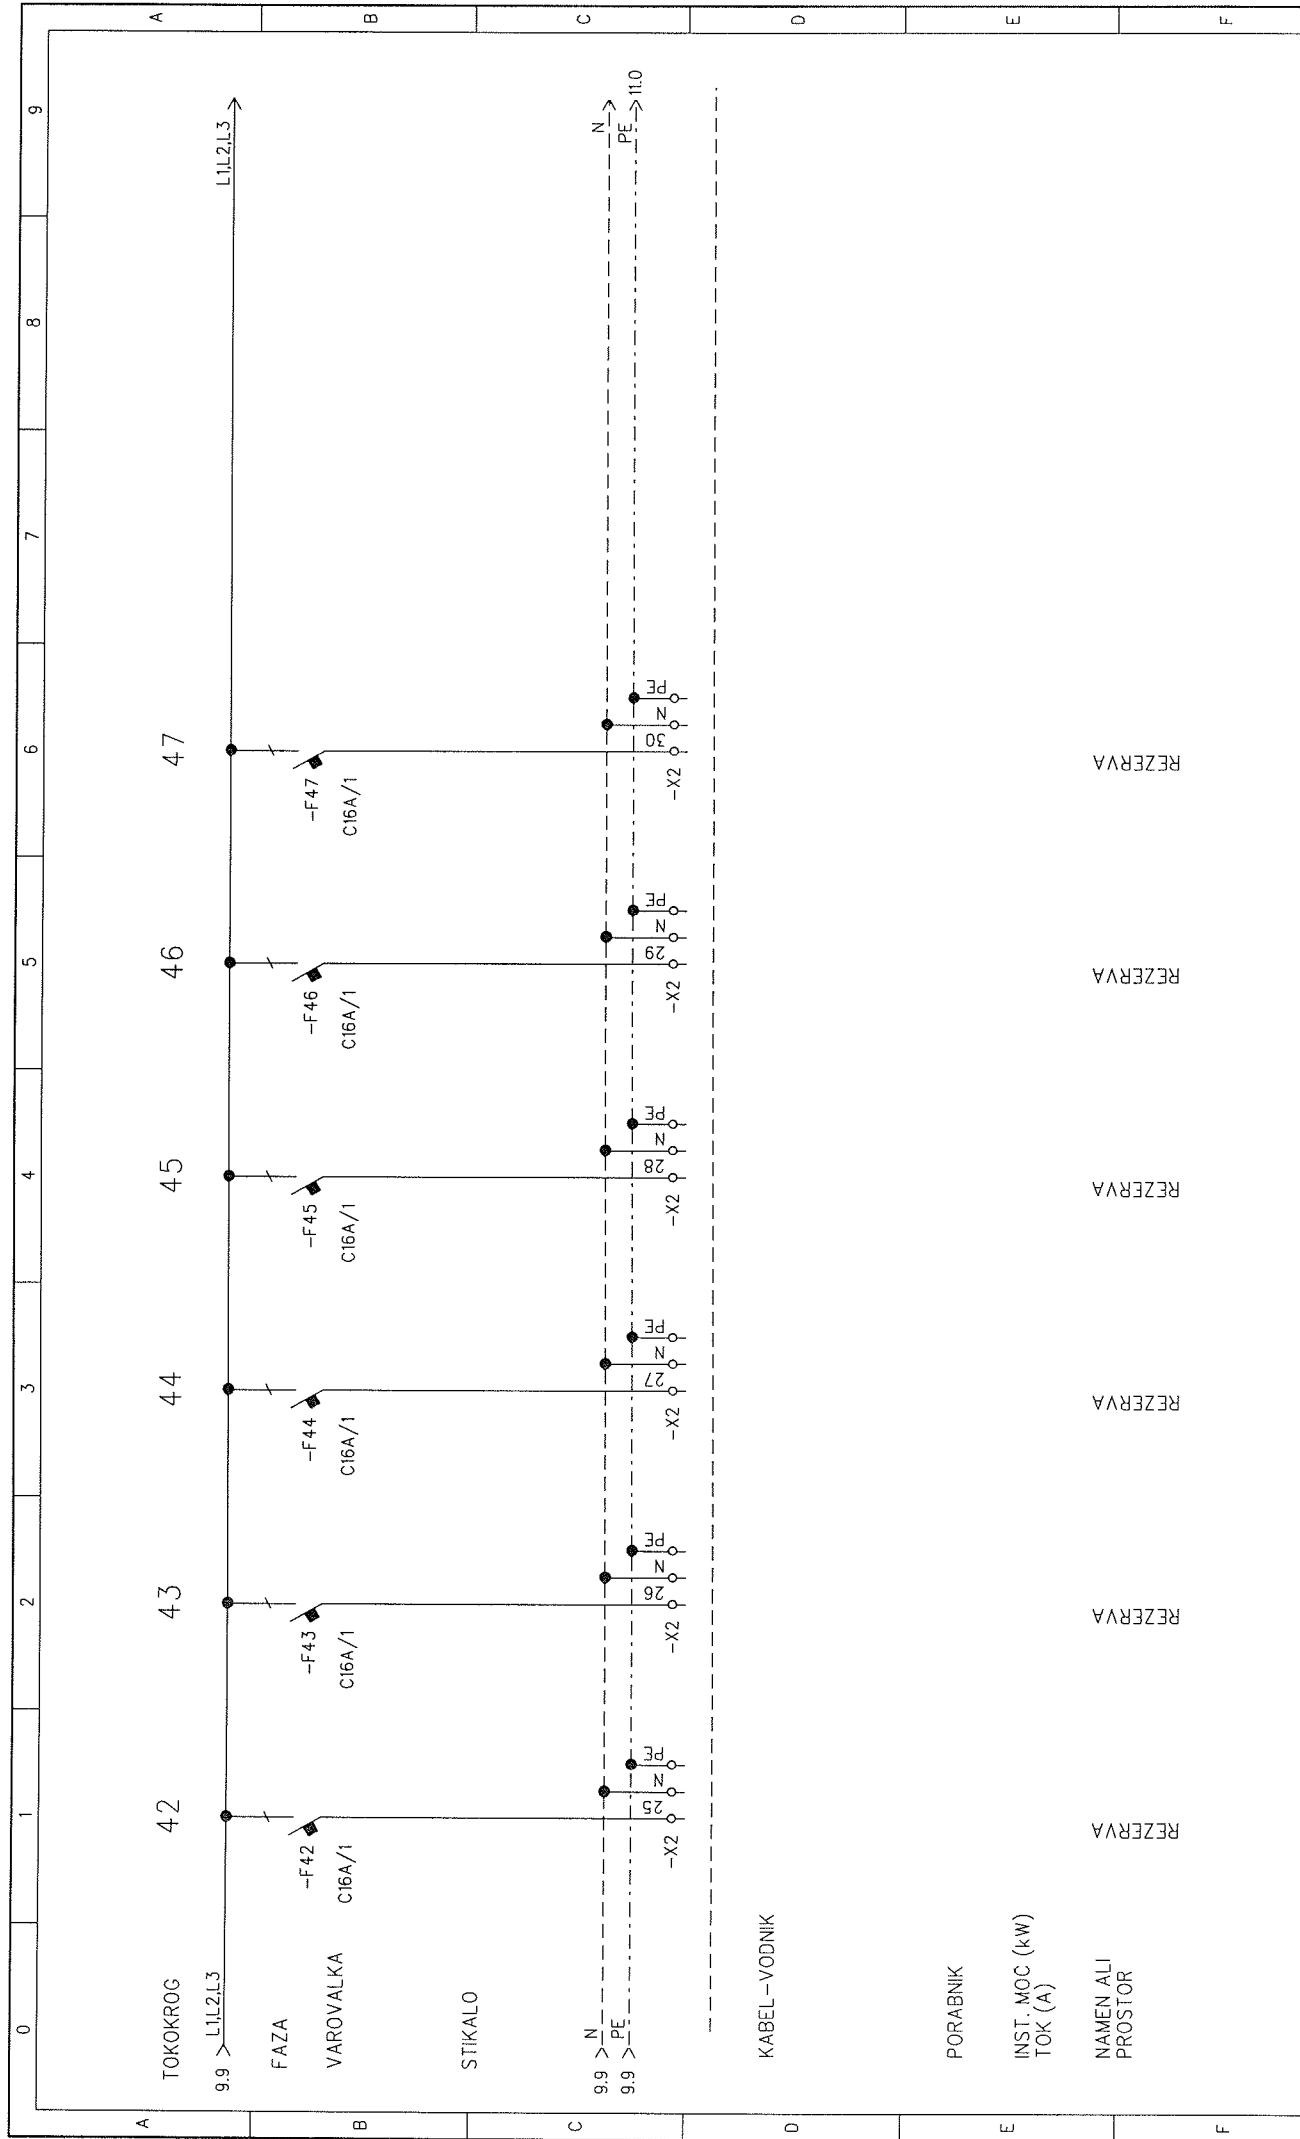 0 1 2 3 4 5 6 7 8 9
A A
TOKOKROG 42 43 44 45 46 47
9.9 L1,L2,L3 L1,L2,L3
FAZA
B B
VAROVALKA -F42 -F43 -F44 -F45 -F46 -F47
C16A/1 C16A/1 C16A/1 C16A/1 C16A/1 C16A/1
STIKALO
C C
9.9 N N
9.9 PE PE 11.0
25 N PE 26 N PE 27 N PE 28 N PE 29 N PE 30 N PE
-X2 -X2 -X2 -X2 -X2 -X2
KABEL-VODNIK
D D
PORABNIK
E E
INST. MOC (kW)
TOK (A)
NAMEN ALI
PROSTOR
REZERVA REZERVA REZERVA REZERVA REZERVA REZERVA
F F